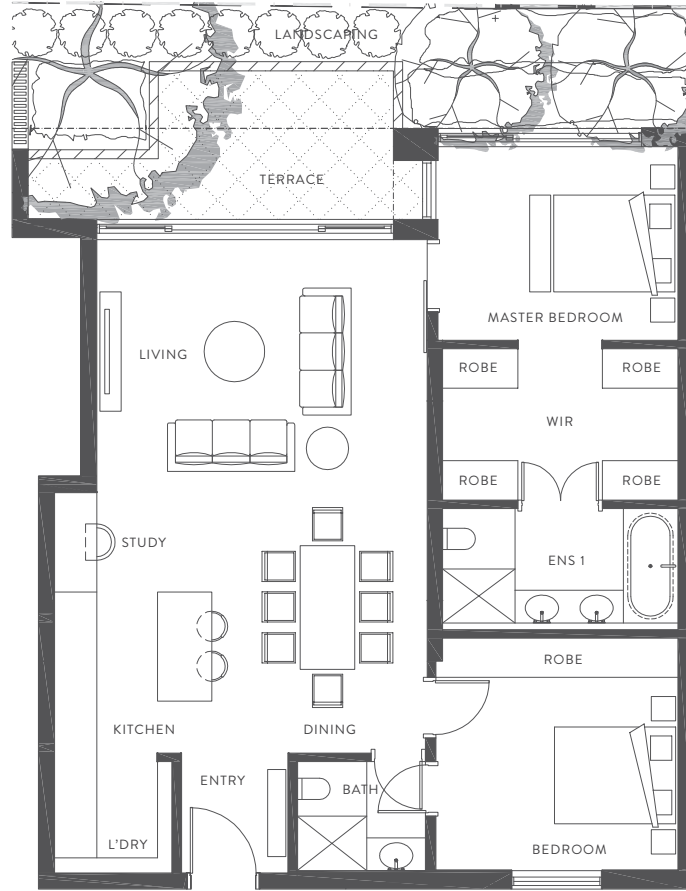 LANDSCAPING
TERRACE
MASTER BEDROOM
LIVING
ROBE
ROBE
WIR
ROBE
ROBE
STUDY
ENS 1
ROBE
KITCHEN
DINING
ENTRY
BATH
L'DRY
BEDROOM